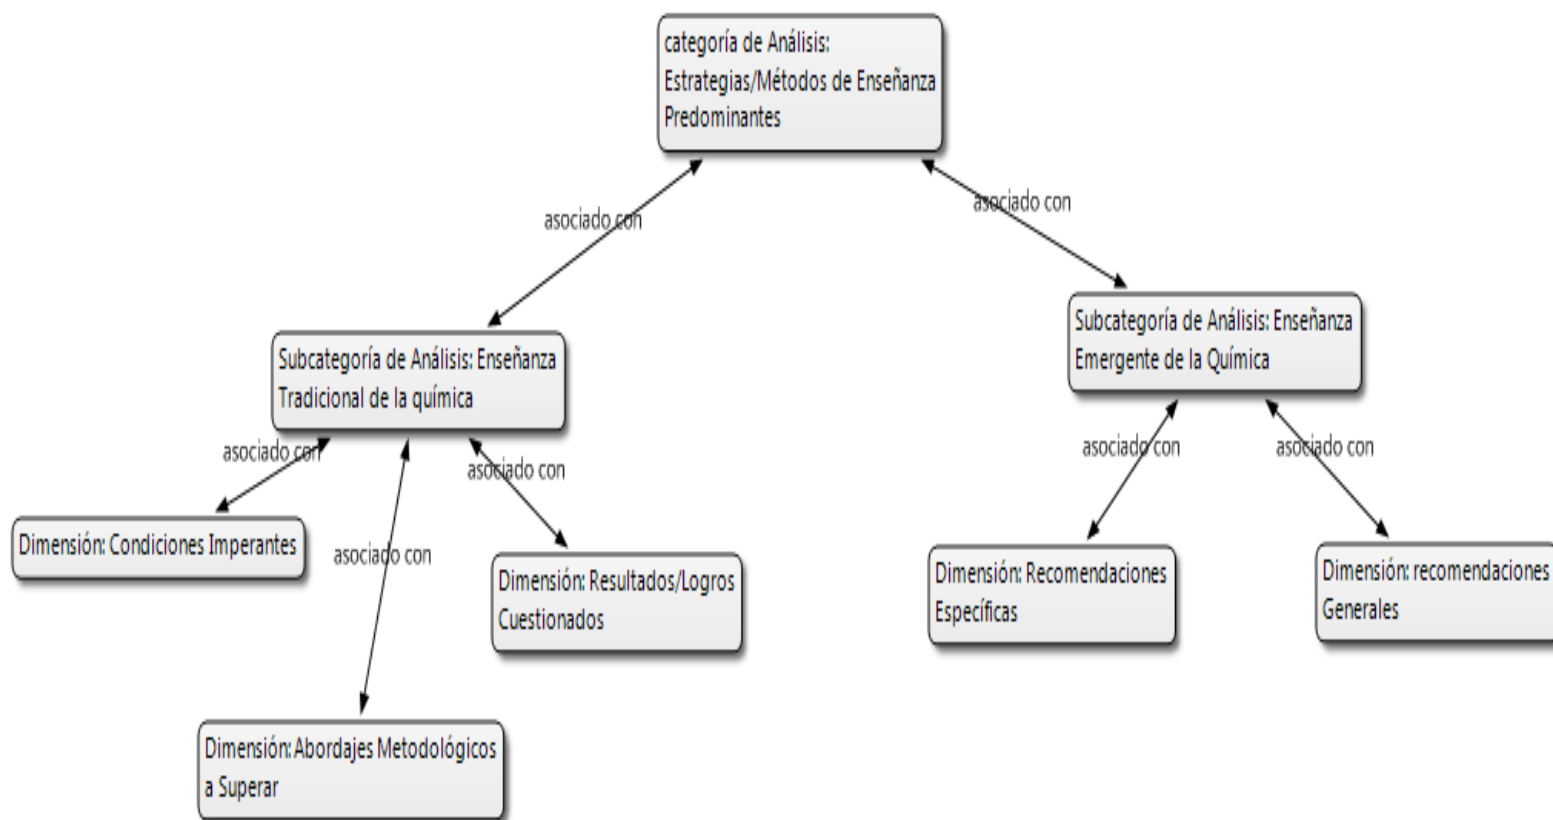 categoría de Análisis:
Estrategias/Métodos de Enseñanza
Predominantes
asociado con
asociado con
Subcategoría de Análisis: Enseñanza
Tradicional de la química
Subcategoría de Análisis: Enseñanza
Emergente de la Química
asociado con
asociado con
asociado con
asociado con
asociado con
Dimensión: Condiciones Imperantes
Dimensión: Resultados/Logros
Cuestionados
Dimensión: Recomendaciones
Específicas
Dimensión: recomendaciones
Generales
Dimensión: Abordajes Metodológicos
a Superar